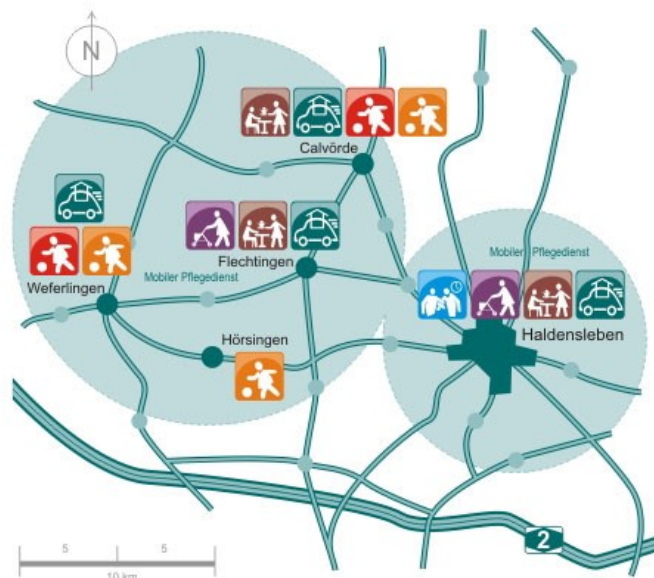 N
Calvörde
Mobiler Pflegedienst
Flechtingen
Weferlingen
Mobiler Pflegedienst
Haldensleben
Hörsingen
2
5 5
10 km